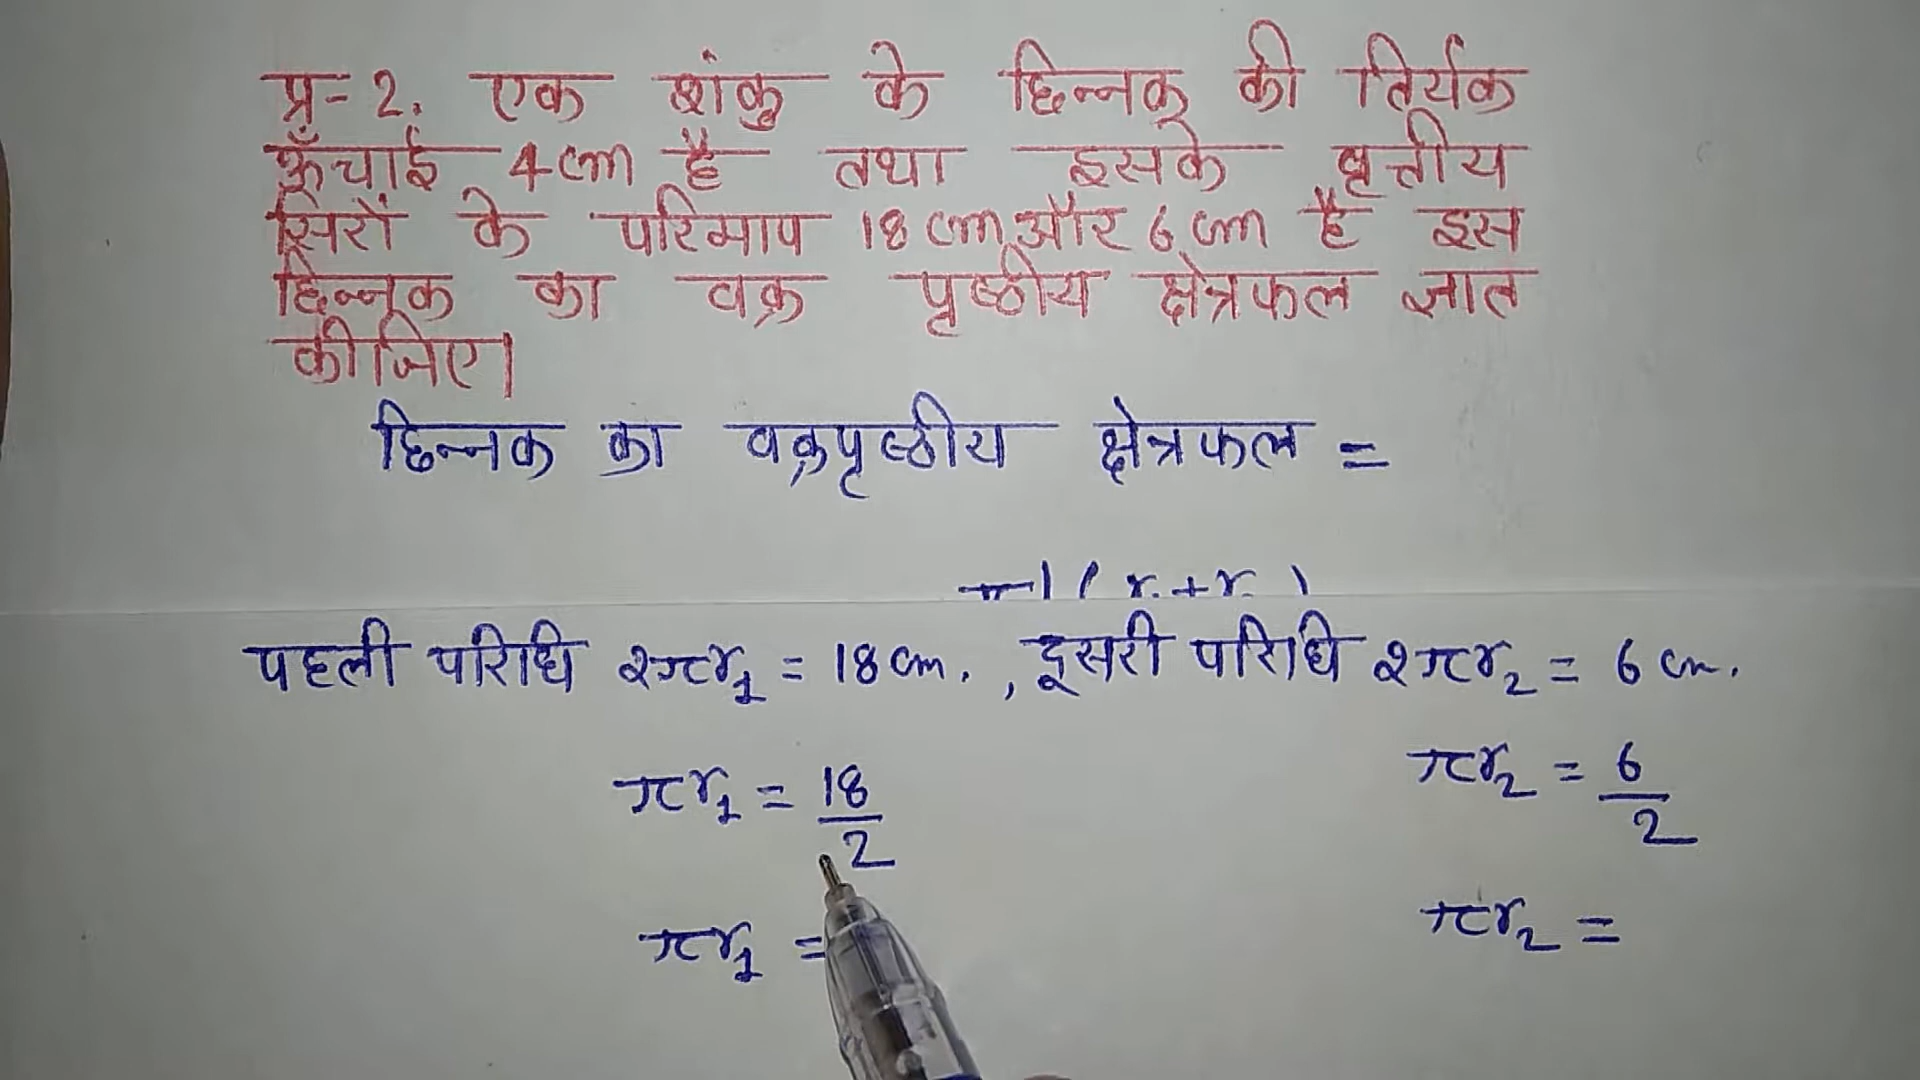 प्र-2. एक शंकु के छिन्नक की तिर्यक
ऊँचाई 4 cm है तथा इसके वृत्तीय
सिरों के परिमाप 18 cm और 6 cm है इस
छिन्नक का वक्र पृष्ठीय क्षेत्रफल ज्ञात
कीजिए।
छिन्नक का वक्रपृष्ठीय क्षेत्रफल =
पहली परिधि 2πr₁ = 18 cm. , दूसरी परिधि 2πr₂ = 6 cm.
πr₁ = 18/2 πr₂ = 6/2
πr₁ = πr₂ =